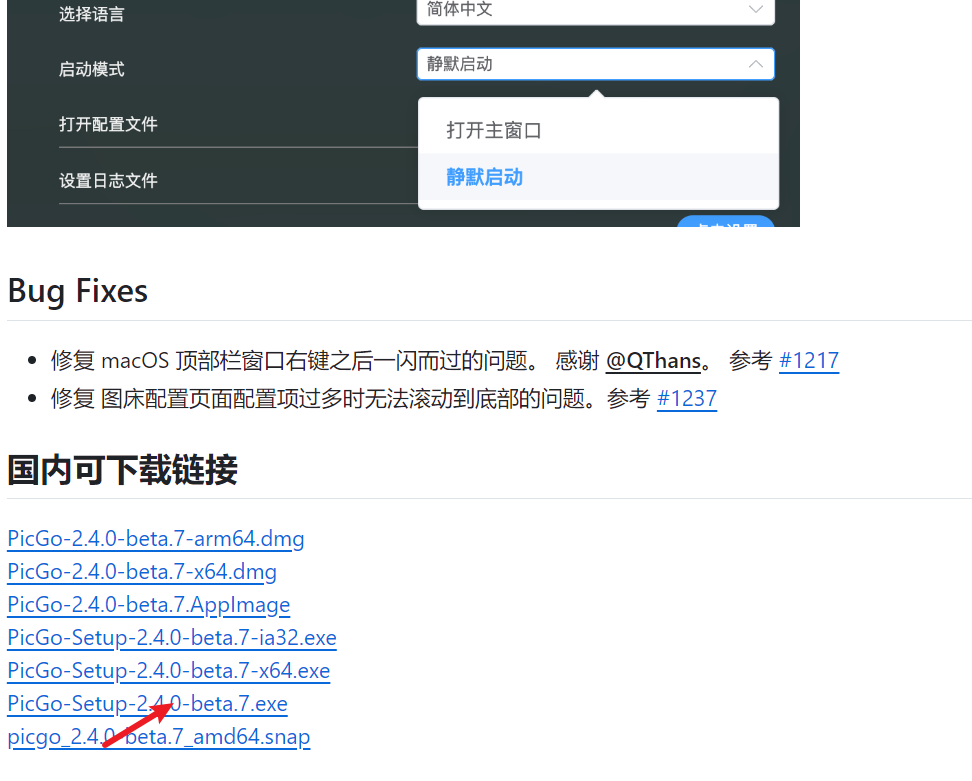 选择语言 简体中文
启动模式 静默启动
打开配置文件 打开主窗口
设置日志文件 静默启动
Bug Fixes
修复 macOS 顶部栏窗口右键之后一闪而过的问题。 感谢 @QThans。 参考 #1217
修复 图床配置页面配置项过多时无法滚动到底部的问题。参考 #1237
国内可下载链接
PicGo-2.4.0-beta.7-arm64.dmg
PicGo-2.4.0-beta.7-x64.dmg
PicGo-2.4.0-beta.7.AppImage
PicGo-Setup-2.4.0-beta.7-ia32.exe
PicGo-Setup-2.4.0-beta.7-x64.exe
PicGo-Setup-2.4.0-beta.7.exe
picgo_2.4.0-beta.7_amd64.snap